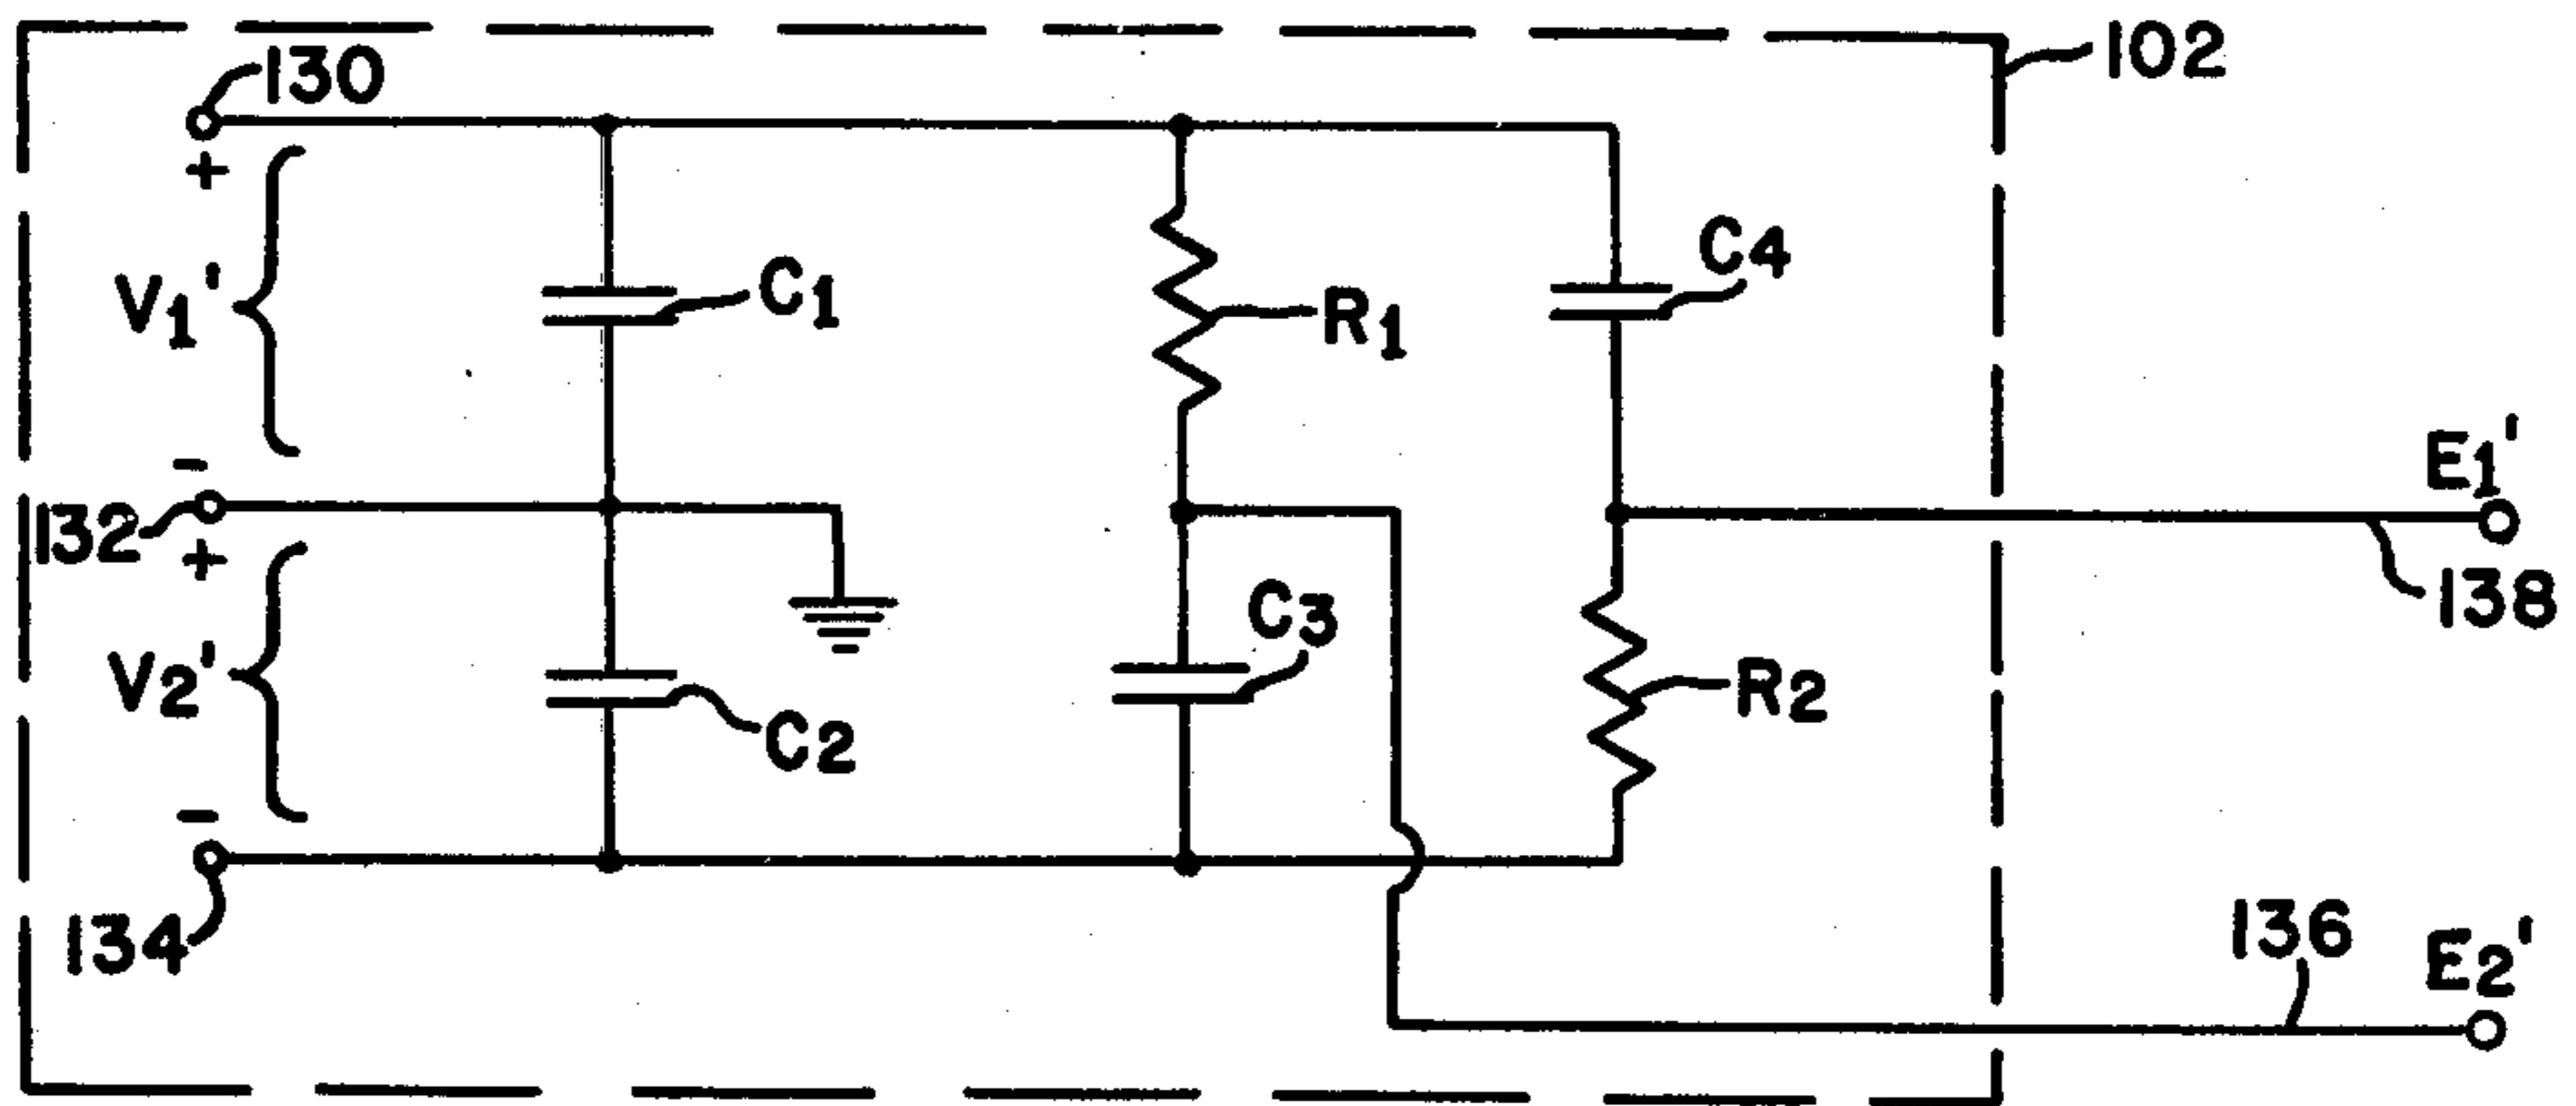 102
130
+
V1'
C1
R1
C4
E1'
-
132
+
138
C3
V2'
C2
R2
-
134
136
E2'